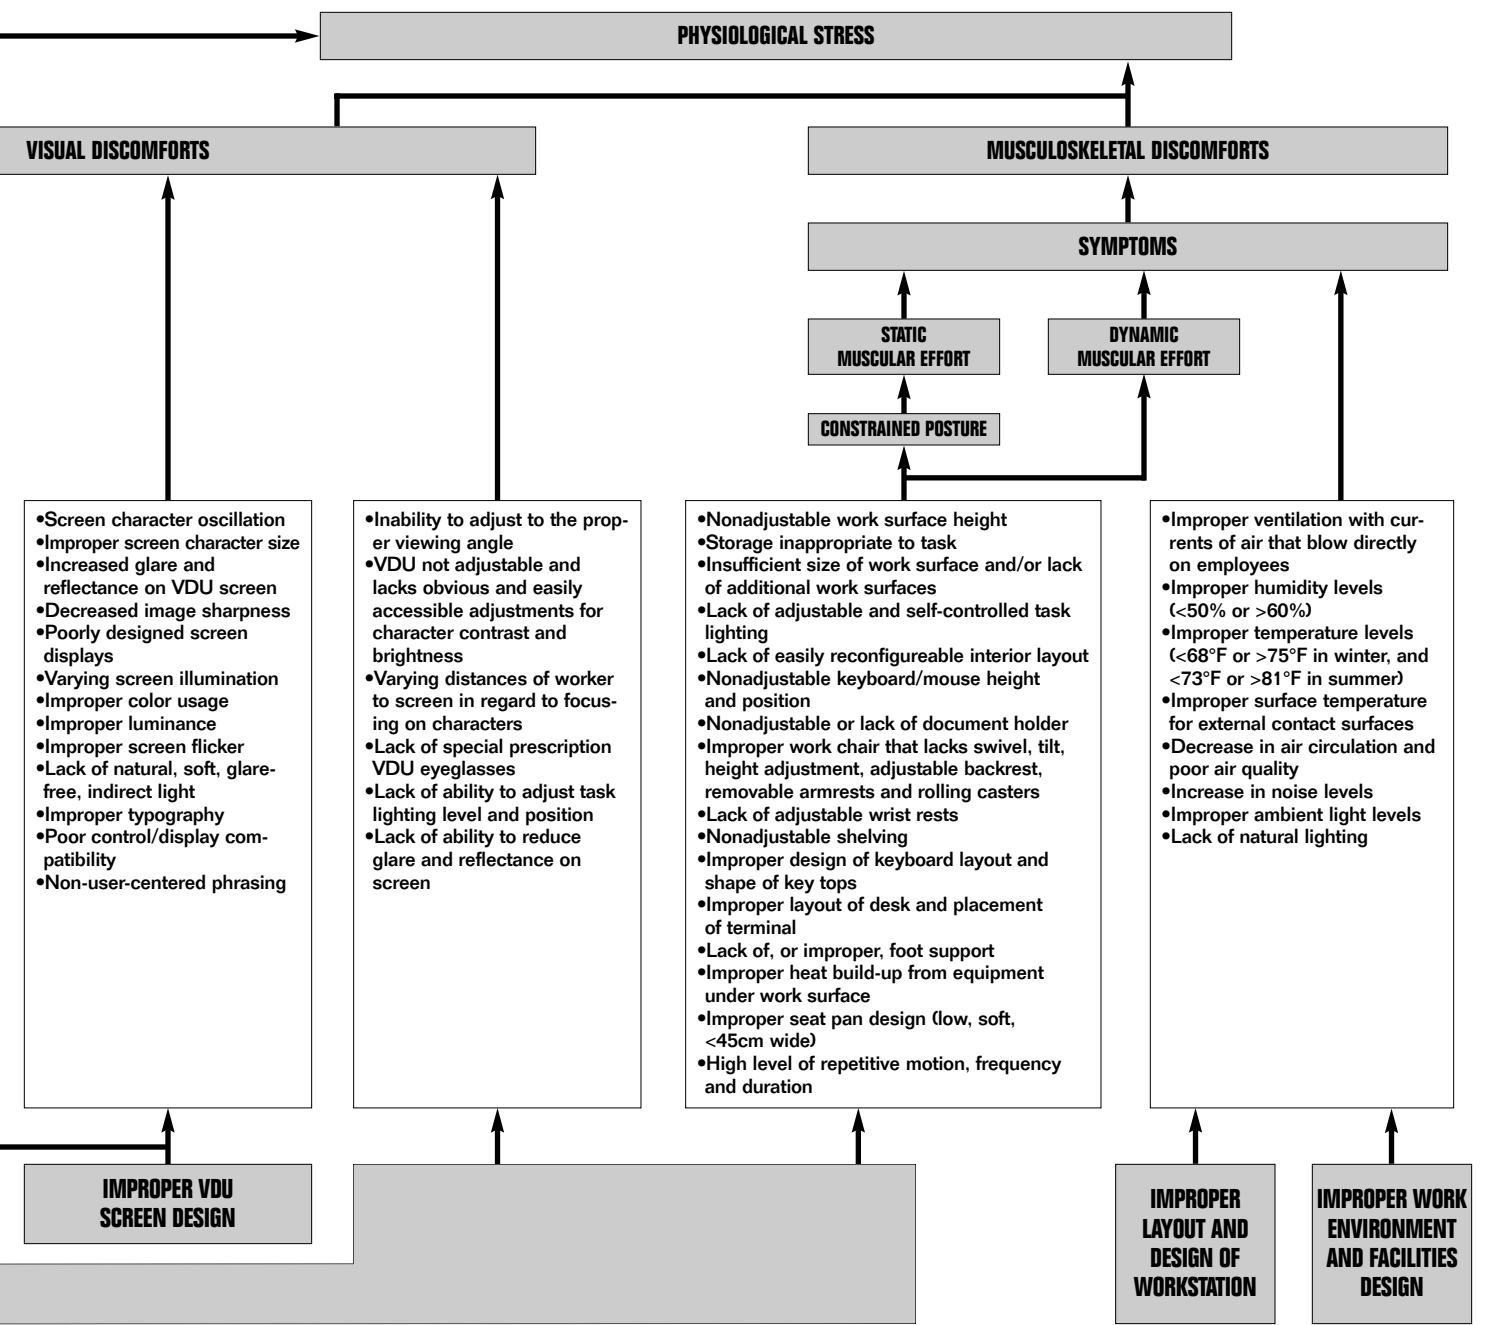 PHYSIOLOGICAL STRESS
VISUAL DISCOMFORTS
MUSCULOSKELETAL DISCOMFORTS
SYMPTOMS
STATIC
MUSCULAR EFFORT
DYNAMIC
MUSCULAR EFFORT
CONSTRAINED POSTURE
•Screen character oscillation
•Improper screen character size
•Increased glare and
reflectance on VDU screen
•Decreased image sharpness
•Poorly designed screen
displays
•Varying screen illumination
•Improper color usage
•Improper luminance
•Improper screen flicker
•Lack of natural, soft, glare-
free, indirect light
•Improper typography
•Poor control/display com-
patibility
•Non-user-centered phrasing
•Inability to adjust to the prop-
er viewing angle
•VDU not adjustable and
lacks obvious and easily
accessible adjustments for
character contrast and
brightness
•Varying distances of worker
to screen in regard to focus-
ing on characters
•Lack of special prescription
VDU eyeglasses
•Lack of ability to adjust task
lighting level and position
•Lack of ability to reduce
glare and reflectance on
screen
•Nonadjustable work surface height
•Storage inappropriate to task
•Insufficient size of work surface and/or lack
of additional work surfaces
•Lack of adjustable and self-controlled task
lighting
•Lack of easily reconfigureable interior layout
•Nonadjustable keyboard/mouse height
and position
•Nonadjustable or lack of document holder
•Improper work chair that lacks swivel, tilt,
height adjustment, adjustable backrest,
removable armrests and rolling casters
•Lack of adjustable wrist rests
•Nonadjustable shelving
•Improper design of keyboard layout and
shape of key tops
•Improper layout of desk and placement
of terminal
•Lack of, or improper, foot support
•Improper heat build-up from equipment
under work surface
•Improper seat pan design (low, soft,
<45cm wide)
•High level of repetitive motion, frequency
and duration
•Improper ventilation with cur-
rents of air that blow directly
on employees
•Improper humidity levels
(<50% or >60%)
•Improper temperature levels
(<68°F or >75°F in winter, and
<73°F or >81°F in summer)
•Improper surface temperature
for external contact surfaces
•Decrease in air circulation and
poor air quality
•Increase in noise levels
•Improper ambient light levels
•Lack of natural lighting
IMPROPER VDU
SCREEN DESIGN
IMPROPER
LAYOUT AND
DESIGN OF
WORKSTATION
IMPROPER WORK
ENVIRONMENT
AND FACILITIES
DESIGN